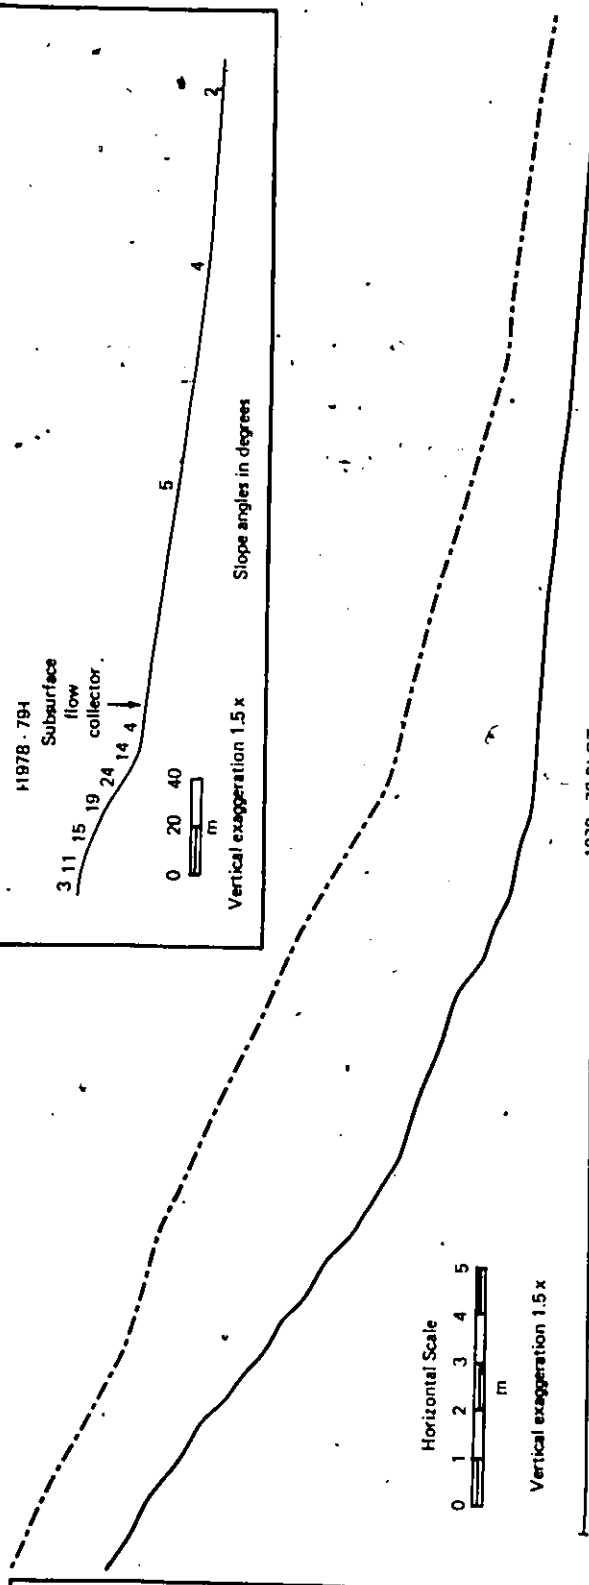 H1978 - 79H
Subsurface
flow
collector
3 11 15 19 24 14 4 5 4 2
0 20 40
m
Vertical exaggeration 1.5 x
Slope angles in degrees
Horizontal Scale
0 1 2 3 4 5
m
Vertical exaggeration 1.5 x